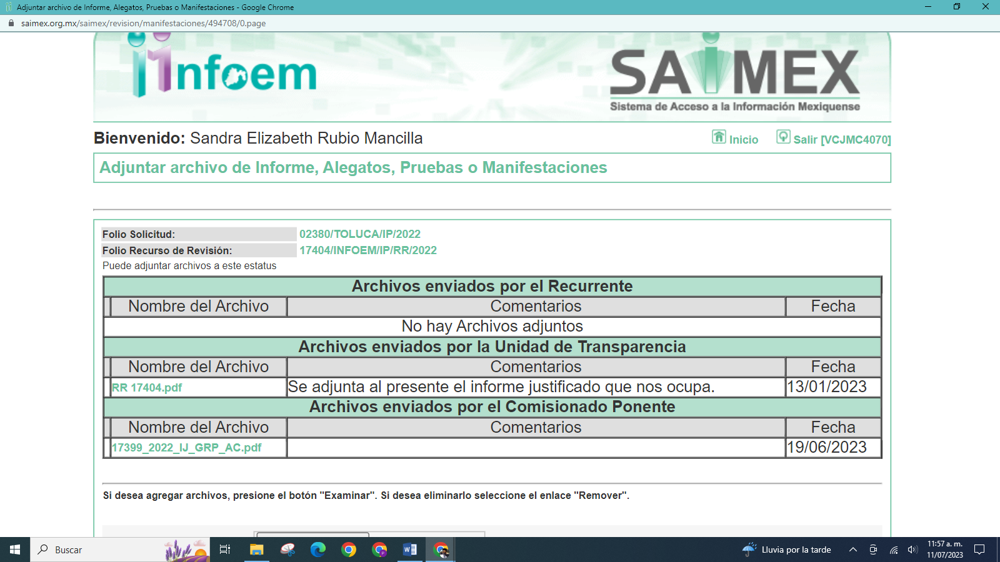 Adjuntar archivo de Informe, Alegatos, Pruebas o Manifestaciones - Google Chrome
saimex.org.mx/saimex/revision/manifestaciones/494708/0.page
infoem
SAIMEX
Sistema de Acceso a la Información Mexiquense
Bienvenido: Sandra Elizabeth Rubio Mancilla
Inicio
Salir [VCJMC4070]
Adjuntar archivo de Informe, Alegatos, Pruebas o Manifestaciones
Folio Solicitud: 02380/TOLUCA/IP/2022
Folio Recurso de Revisión: 17404/INFOEM/IP/RR/2022
Puede adjuntar archivos a este estatus
Archivos enviados por el Recurrente
Nombre del Archivo Comentarios Fecha
No hay Archivos adjuntos
Archivos enviados por la Unidad de Transparencia
Nombre del Archivo Comentarios Fecha
RR 17404.pdf Se adjunta al presente el informe justificado que nos ocupa. 13/01/2023
Archivos enviados por el Comisionado Ponente
Nombre del Archivo Comentarios Fecha
17399_2022_IJ_GRP_AC.pdf 19/06/2023
Si desea agregar archivos, presione el botón "Examinar". Si desea eliminarlo seleccione el enlace "Remover".
Buscar
Lluvia por la tarde
11:57 a. m.
11/07/2023